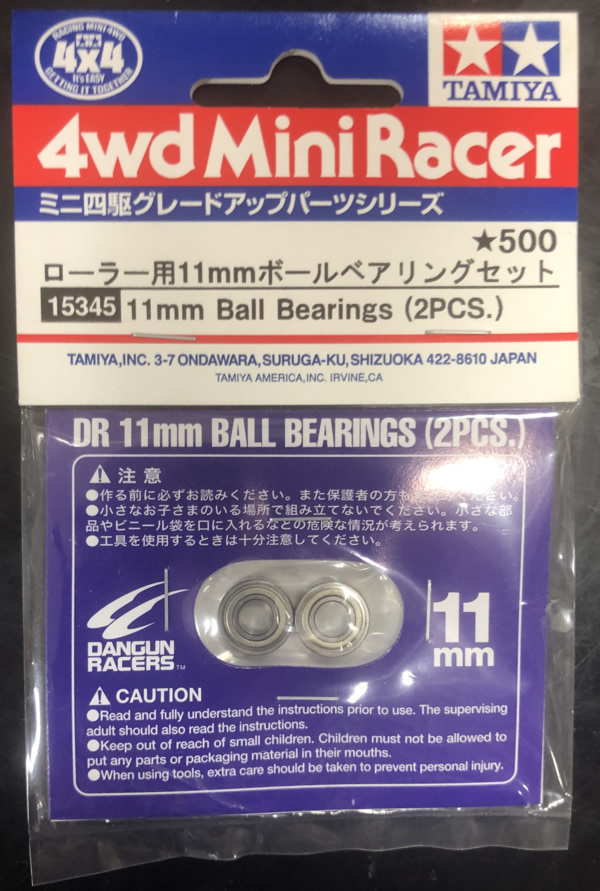 RACING MINI 4WD
4x4
It's EASY
GETTING IT TOGETHER
TAMIYA
4wd Mini Racer
ミニ四駆グレードアップパーツシリーズ
★500
ローラー用11mmボールベアリングセット
15345 11mm Ball Bearings (2PCS.)
TAMIYA,INC. 3-7 ONDAWARA,SURUGA-KU,SHIZUOKA 422-8610 JAPAN
TAMIYA AMERICA,INC. IRVINE,CA
DR 11mm BALL BEARINGS (2PCS.)
注意
●作る前に必ずお読みください。また保護者の方もお読みください。
●小さなお子さまのいる場所で組み立てないでください。小さな部
品やビニール袋を口に入れるなどの危険な情況が考えられます。
●工具を使用するときは十分注意してください。
DANGUN
RACERS™
11
mm
CAUTION
●Read and fully understand the instructions prior to use. The supervising
adult should also read the instructions.
●Keep out of reach of small children. Children must not be allowed to
put any parts or packaging material in their mouths.
●When using tools, extra care should be taken to prevent personal injury.